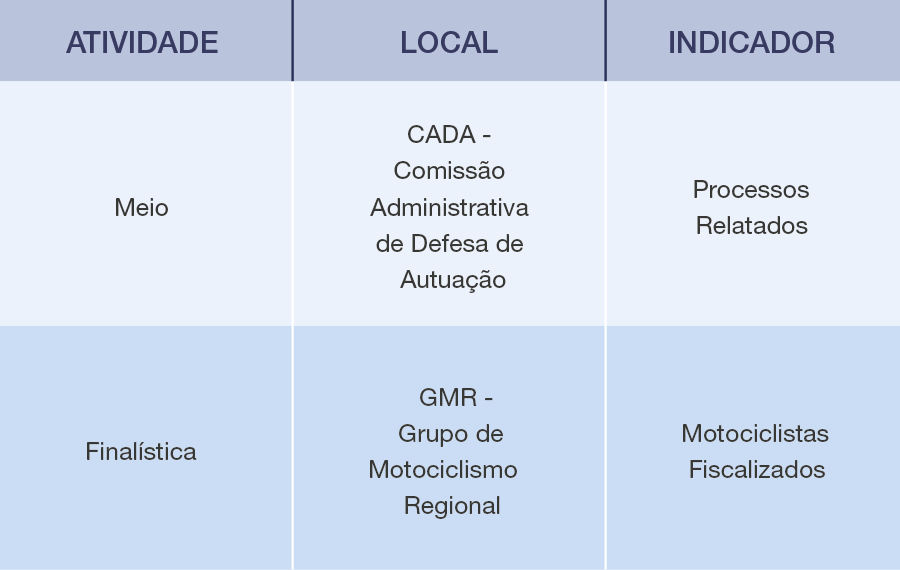 ATIVIDADE LOCAL INDICADOR
Meio
CADA -
Comissão
Administrativa
de Defesa de
Autuação
Processos
Relatados
Finalística
GMR -
Grupo de
Motociclismo
Regional
Motociclistas
Fiscalizados